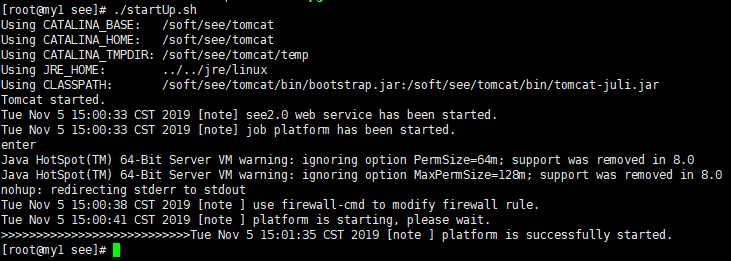 [root@my1 see]# ./startUp.sh
Using CATALINA_BASE:   /soft/see/tomcat
Using CATALINA_HOME:   /soft/see/tomcat
Using CATALINA_TMPDIR: /soft/see/tomcat/temp
Using JRE_HOME:        ../../jre/linux
Using CLASSPATH:       /soft/see/tomcat/bin/bootstrap.jar:/soft/see/tomcat/bin/tomcat-juli.jar
Tomcat started.
Tue Nov 5 15:00:33 CST 2019 [note] see2.0 web service has been started.
Tue Nov 5 15:00:33 CST 2019 [note] job platform has been started.
enter
Java HotSpot(TM) 64-Bit Server VM warning: ignoring option PermSize=64m; support was removed in 8.0
Java HotSpot(TM) 64-Bit Server VM warning: ignoring option MaxPermSize=128m; support was removed in 8.0
nohup: redirecting stderr to stdout
Tue Nov 5 15:00:38 CST 2019 [note ] use firewall-cmd to modify firewall rule.
Tue Nov 5 15:00:41 CST 2019 [note ] platform is starting, please wait.
>>>>>>>>>>>>>>>>>>>>>>>>>>>Tue Nov 5 15:01:35 CST 2019 [note ] platform is successfully started.
[root@my1 see]#